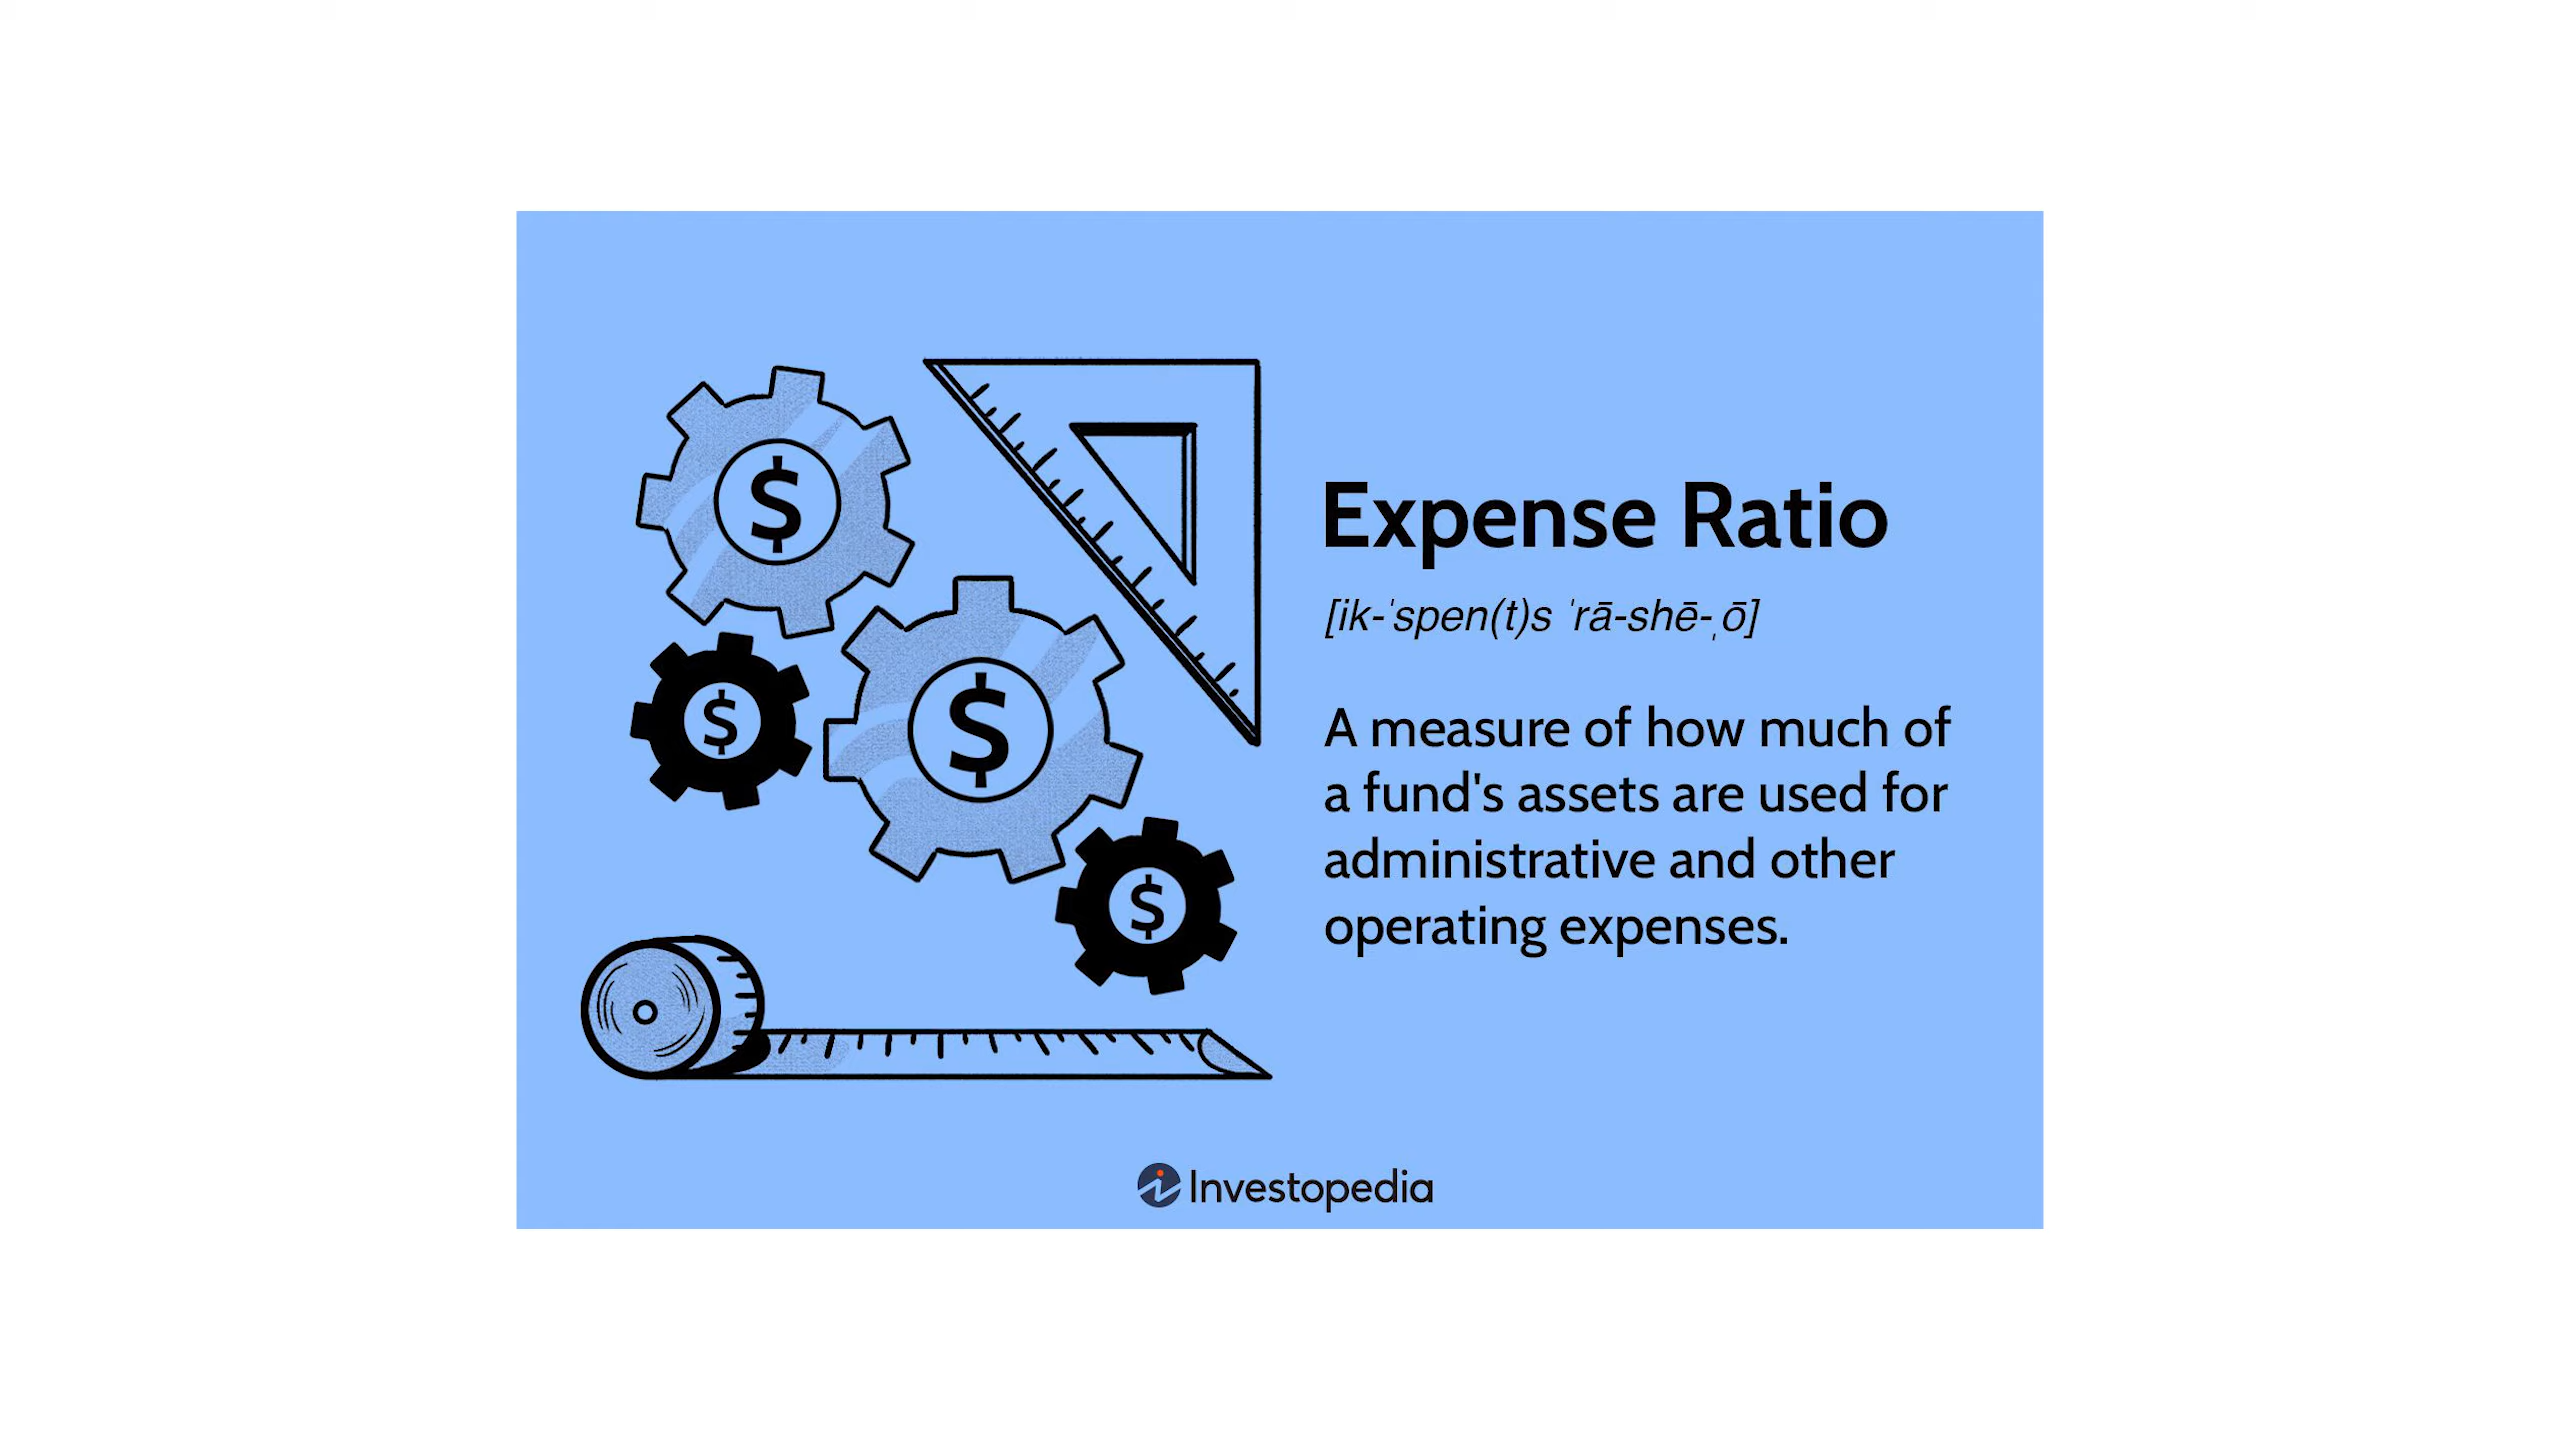 $
$
$
$
Expense Ratio
[ik-ˈspen(t)s ˈrā-shē-ˌō]
A measure of how much of
a fund's assets are used for
administrative and other
operating expenses.
Investopedia